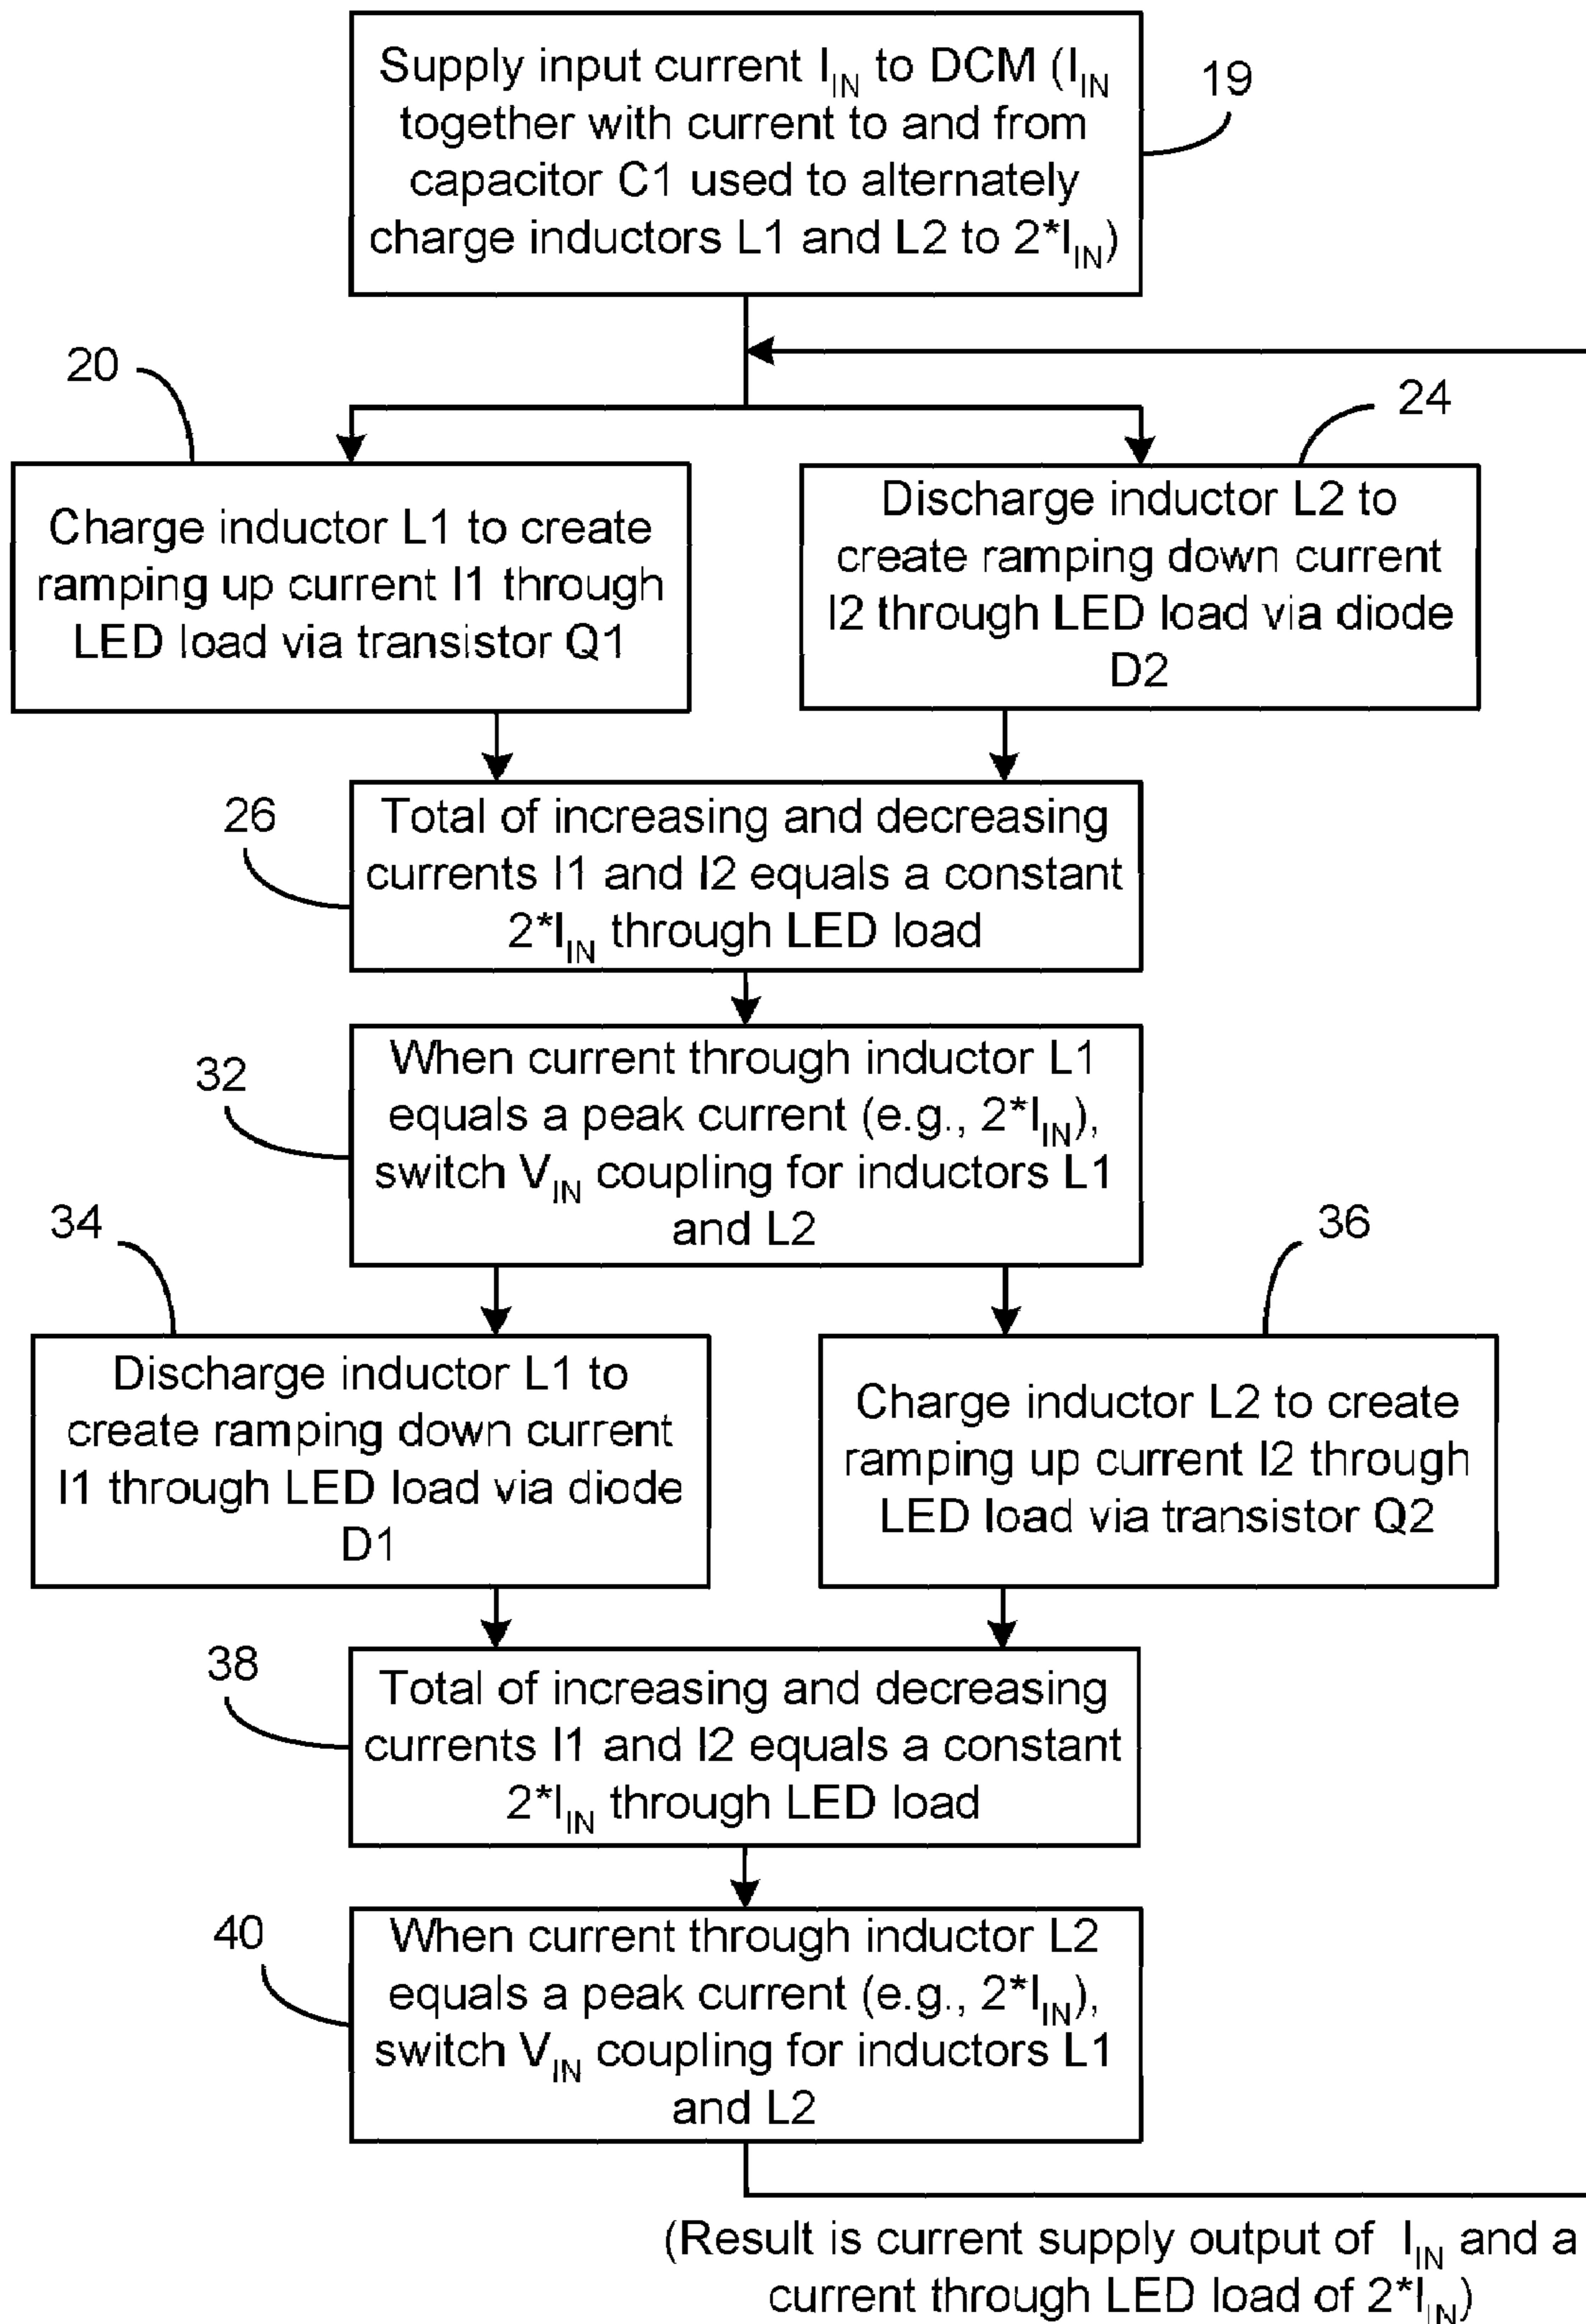 Supply input current I_IN to DCM (I_IN
together with current to and from
capacitor C1 used to alternately
charge inductors L1 and L2 to 2*I_IN)
19
20
24
Charge inductor L1 to create
ramping up current I1 through
LED load via transistor Q1
Discharge inductor L2 to
create ramping down current
I2 through LED load via diode
D2
26
Total of increasing and decreasing
currents I1 and I2 equals a constant
2*I_IN through LED load
32
When current through inductor L1
equals a peak current (e.g., 2*I_IN),
switch V_IN coupling for inductors L1
and L2
34
36
Discharge inductor L1 to
create ramping down current
I1 through LED load via diode
D1
Charge inductor L2 to create
ramping up current I2 through
LED load via transistor Q2
38
Total of increasing and decreasing
currents I1 and I2 equals a constant
2*I_IN through LED load
40
When current through inductor L2
equals a peak current (e.g., 2*I_IN),
switch V_IN coupling for inductors L1
and L2
(Result is current supply output of I_IN and a
current through LED load of 2*I_IN)